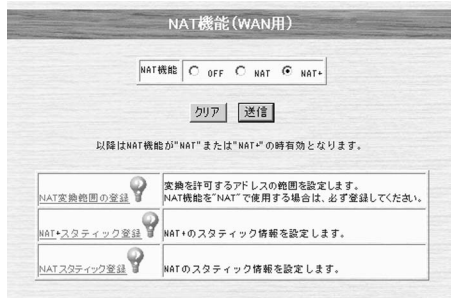 NAT機能(WAN用)
NAT機能 OFF NAT NAT+
クリア 送信
以降はNAT機能が"NAT"または"NAT+"の時有効となります。
NAT変換範囲の登録
変換を許可するアドレスの範囲を設定します。
NAT機能を"NAT"で使用する場合は、必ず登録してください。
NAT+スタティック登録
NAT+のスタティック情報を設定します。
NATスタティック登録
NATのスタティック情報を設定します。